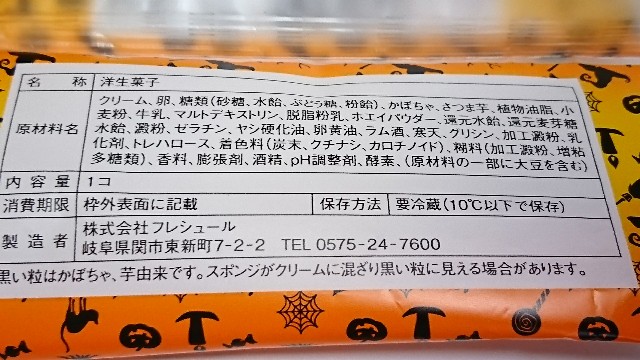 名 称 洋生菓子
原材料名 クリーム、卵、糖類(砂糖、水飴、ぶどう糖、粉飴)、かぼちゃ、さつま芋、植物油脂、小
麦粉、牛乳、マルトデキストリン、脱脂粉乳、ホエイパウダー、還元水飴、還元麦芽糖
水飴、澱粉、ゼラチン、ヤシ硬化油、卵黄油、ラム酒、寒天、グリシン、加工澱粉、乳
化剤、トレハロース、着色料(炭末、クチナシ、カロチノイド)、糊料(加工澱粉、増粘
多糖類)、香料、膨張剤、酒精、pH調整剤、酵素、(原材料の一部に大豆を含む)
内 容 量 1コ
消費期限 枠外表面に記載 保存方法 要冷蔵(10℃以下で保存)
製 造 者 株式会社フレシュール
岐阜県関市東新町7-2-2 TEL 0575-24-7600
黒い粒はかぼちゃ、芋由来です。スポンジがクリームに混ざり黒い粒に見える場合があります。